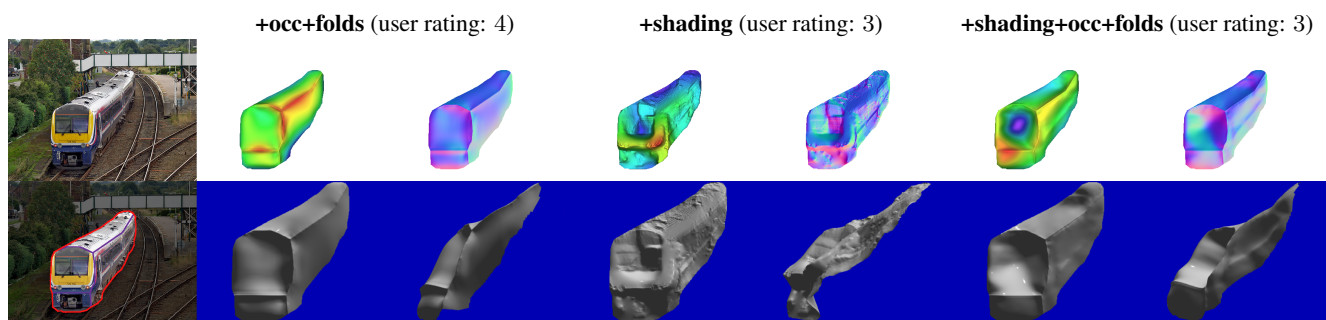 +occ+folds (user rating: 4)
+shading (user rating: 3)
+shading+occ+folds (user rating: 3)